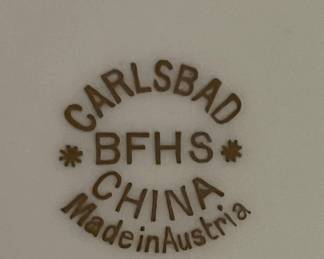 CARLSBAD
* BFHS *
CHINA
Made in Austria